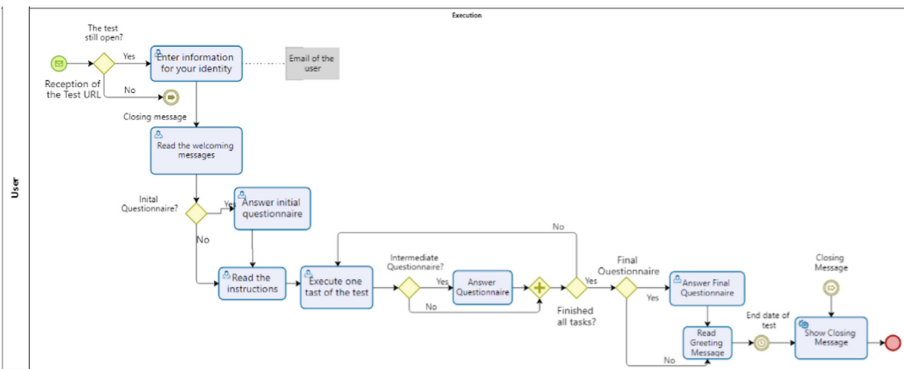 Execution
User
The test
still open?
Yes
No
Reception of
the Test URL
Enter information
for your identity
Email of the
user
Closing message
Read the welcoming
messages
Inital
Questionnaire?
Yes
No
Answer initial
questionnaire
Read the
instructions
Execute one
tast of the test
No
Intermediate
Questionnaire?
Yes
No
Answer
Questionnaire
Finished
all tasks?
Yes
Final
Questionnaire
Yes
No
Answer Final
Questionnaire
Read
Greeting
Message
End date of
test
Closing
Message
Show Closing
Message